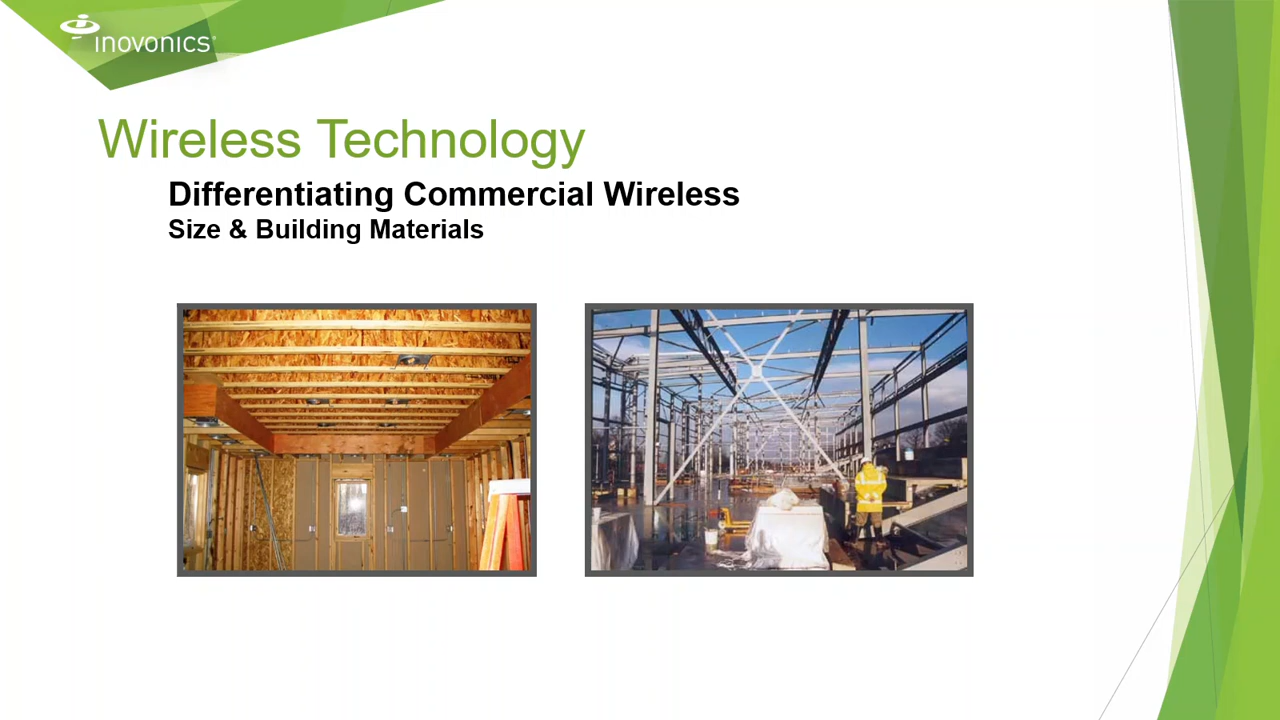 inovonics
Wireless Technology
Differentiating Commercial Wireless
Size & Building Materials